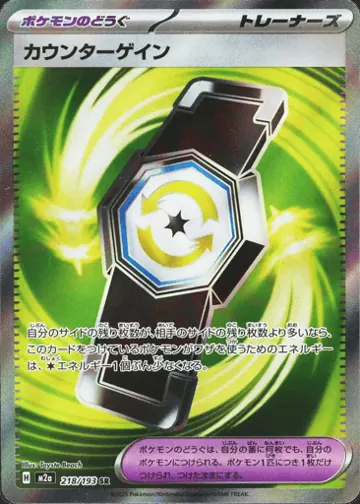 ポケモンのどうぐ トレーナーズ
カウンターゲイン
自分のサイドの残り枚数が、相手のサイドの残り枚数より多いなら、
このカードをつけているポケモンがワザを使うためのエネルギー
は、エネルギー1個ぶん少なくなる。
Illus. Toyste Beach
H m2a 218/193 SR
ポケモンのどうぐは、自分の番に何枚でも、自分の
ポケモンにつけられる。ポケモン1匹につき1枚だけ
つけられ、つけたままにする。
©2025 Pokémon/Nintendo/Creatures/GAME FREAK.